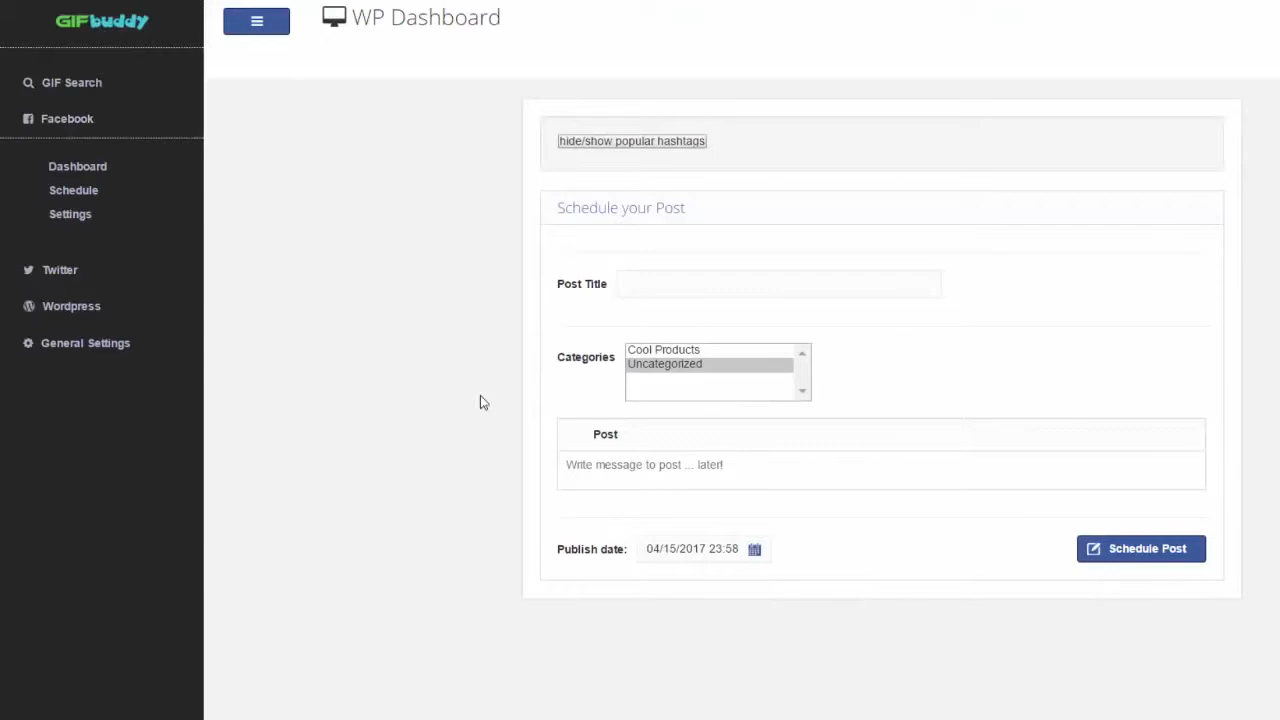 GIFbuddy
WP Dashboard
GIF Search
Facebook
Dashboard
Schedule
Settings
Twitter
Wordpress
General Settings
hide/show popular hashtags
Schedule your Post
Post Title
Categories
Cool Products
Uncategorized
Post
Write message to post ... later!
Publish date:
04/15/2017 23:58
Schedule Post